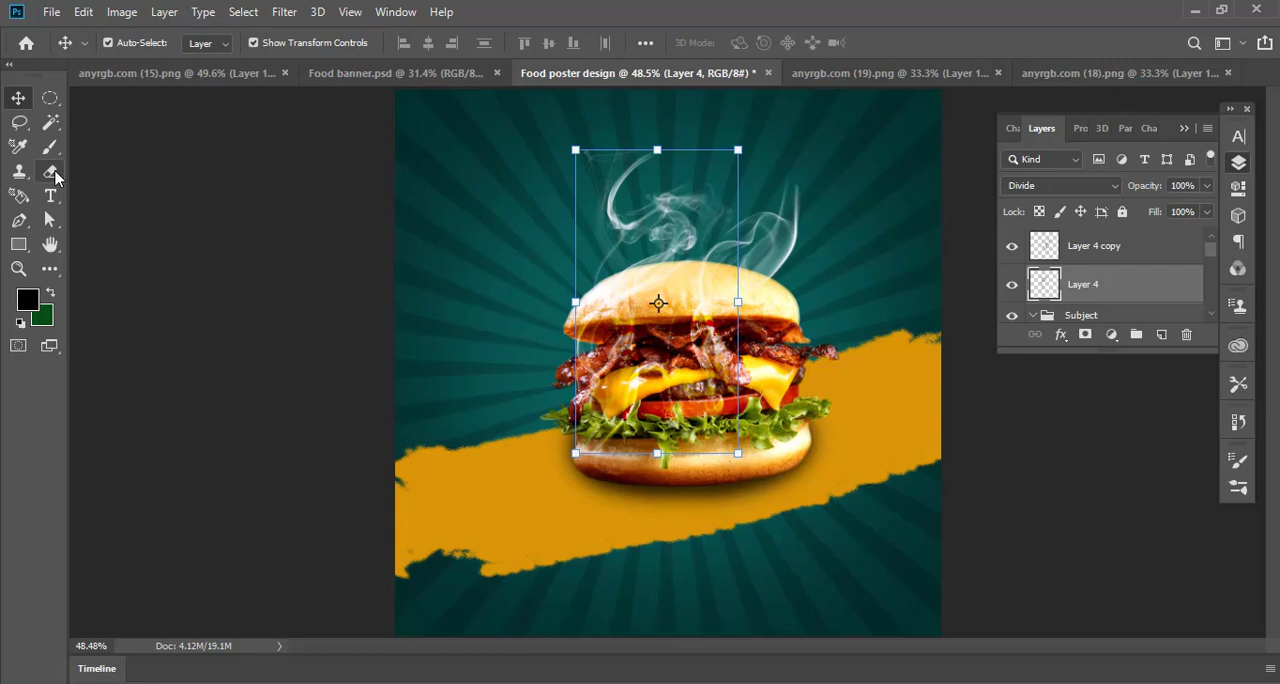 Ps File Edit Image Layer Type Select Filter 3D View Window Help
Auto-Select: Layer Show Transform Controls 3D Mode:
anyrgb.com (15).png @ 49.6% (Layer 1... Food banner.psd @ 31.4% (RGB/8... Food poster design @ 48.5% (Layer 4, RGB/8#) * anyrgb.com (19).png @ 33.3% (Layer 1... anyrgb.com (18).png @ 33.3% (Layer 1...
Cha Layers Pro 3D Par Cha
Kind
Divide Opacity: 100%
Lock: Fill: 100%
Layer 4 copy
Layer 4
Subject
fx
48.48% Doc: 4.12M/19.1M
Timeline